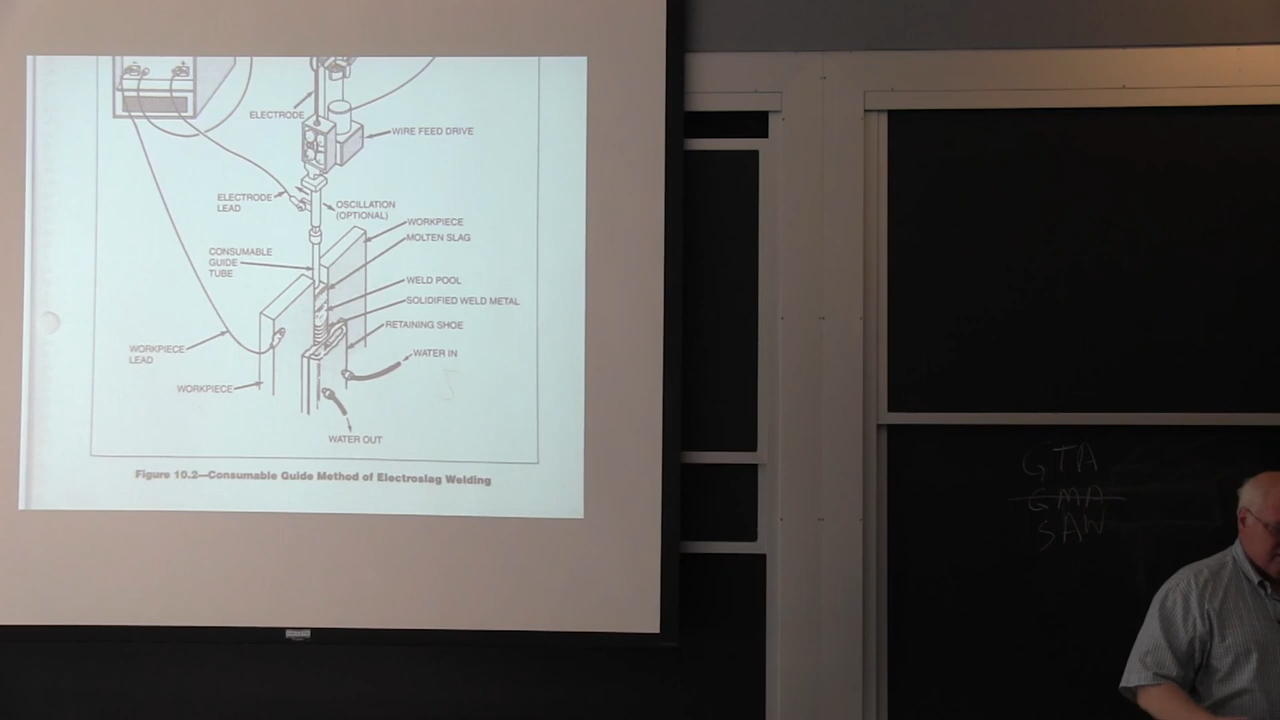 - +
ELECTRODE
WIRE FEED DRIVE
ELECTRODE
LEAD
OSCILLATION
(OPTIONAL)
WORKPIECE
MOLTEN SLAG
CONSUMABLE
GUIDE
TUBE
WELD POOL
SOLIDIFIED WELD METAL
RETAINING SHOE
WORKPIECE
LEAD
WATER IN
WORKPIECE
WATER OUT
Figure 10.2—Consumable Guide Method of Electroslag Welding
GTA
GMA
SAW